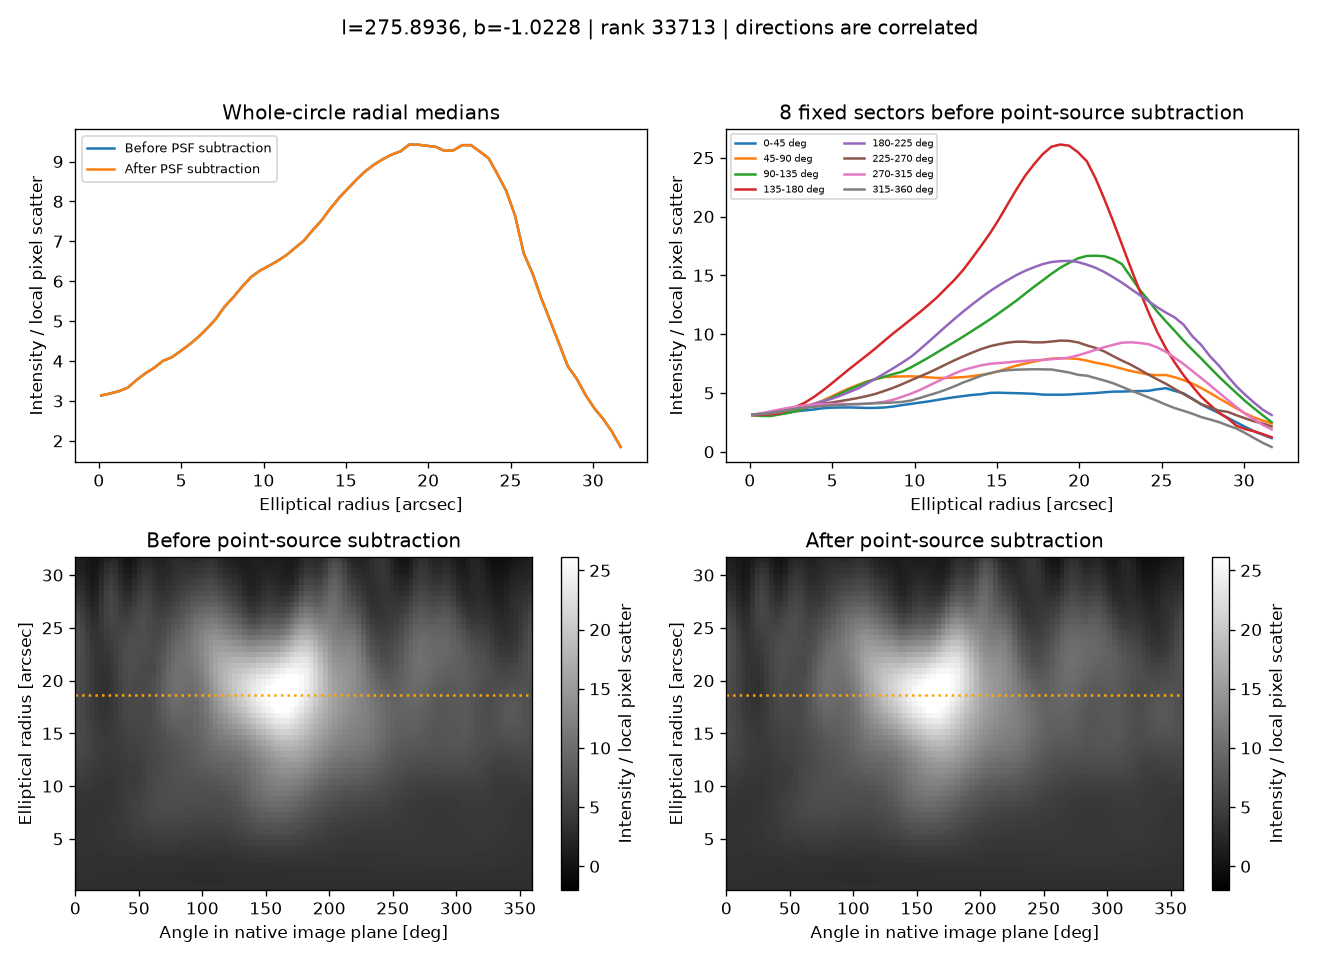 l=275.8936, b=-1.0228 | rank 33713 | directions are correlated
Whole-circle radial medians
Intensity / local pixel scatter
9
8
7
6
5
4
3
2
Before PSF subtraction
After PSF subtraction
0 5 10 15 20 25 30
Elliptical radius [arcsec]
8 fixed sectors before point-source subtraction
Intensity / local pixel scatter
25
20
15
10
5
0
0-45 deg
45-90 deg
90-135 deg
135-180 deg
180-225 deg
225-270 deg
270-315 deg
315-360 deg
0 5 10 15 20 25 30
Elliptical radius [arcsec]
Before point-source subtraction
Elliptical radius [arcsec]
30
25
20
15
10
5
0 50 100 150 200 250 300 350
Angle in native image plane [deg]
25
20
15
10
5
0
Intensity / local pixel scatter
After point-source subtraction
Elliptical radius [arcsec]
30
25
20
15
10
5
0 50 100 150 200 250 300 350
Angle in native image plane [deg]
25
20
15
10
5
0
Intensity / local pixel scatter